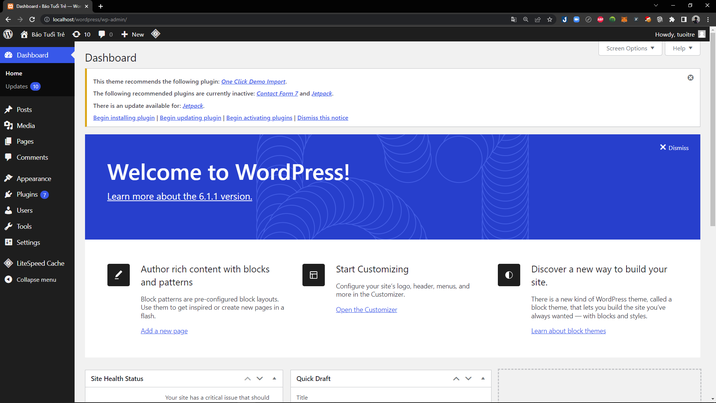 Dashboard ‹ Báo Tuổi Trẻ — Wor
localhost/wordpress/wp-admin/
Báo Tuổi Trẻ
10
0
New
Howdy, tuoitre
Dashboard
Home
Updates 10
Posts
Media
Pages
Comments
Appearance
Plugins 7
Users
Tools
Settings
LiteSpeed Cache
Collapse menu
Screen Options
Help
Dashboard
This theme recommends the following plugin: One Click Demo Import.
The following recommended plugins are currently inactive: Contact Form 7 and Jetpack.
There is an update available for: Jetpack.
Begin installing plugin | Begin updating plugin | Begin activating plugins | Dismiss this notice
Dismiss
Welcome to WordPress!
Learn more about the 6.1.1 version.
Author rich content with blocks
and patterns
Block patterns are pre-configured block layouts.
Use them to get inspired or create new pages in a
flash.
Add a new page
Start Customizing
Configure your site's logo, header, menus, and
more in the Customizer.
Open the Customizer
Discover a new way to build your
site.
There is a new kind of WordPress theme, called a
block theme, that lets you build the site you've
always wanted — with blocks and styles.
Learn about block themes
Site Health Status
Your site has a critical issue that should
Quick Draft
Title